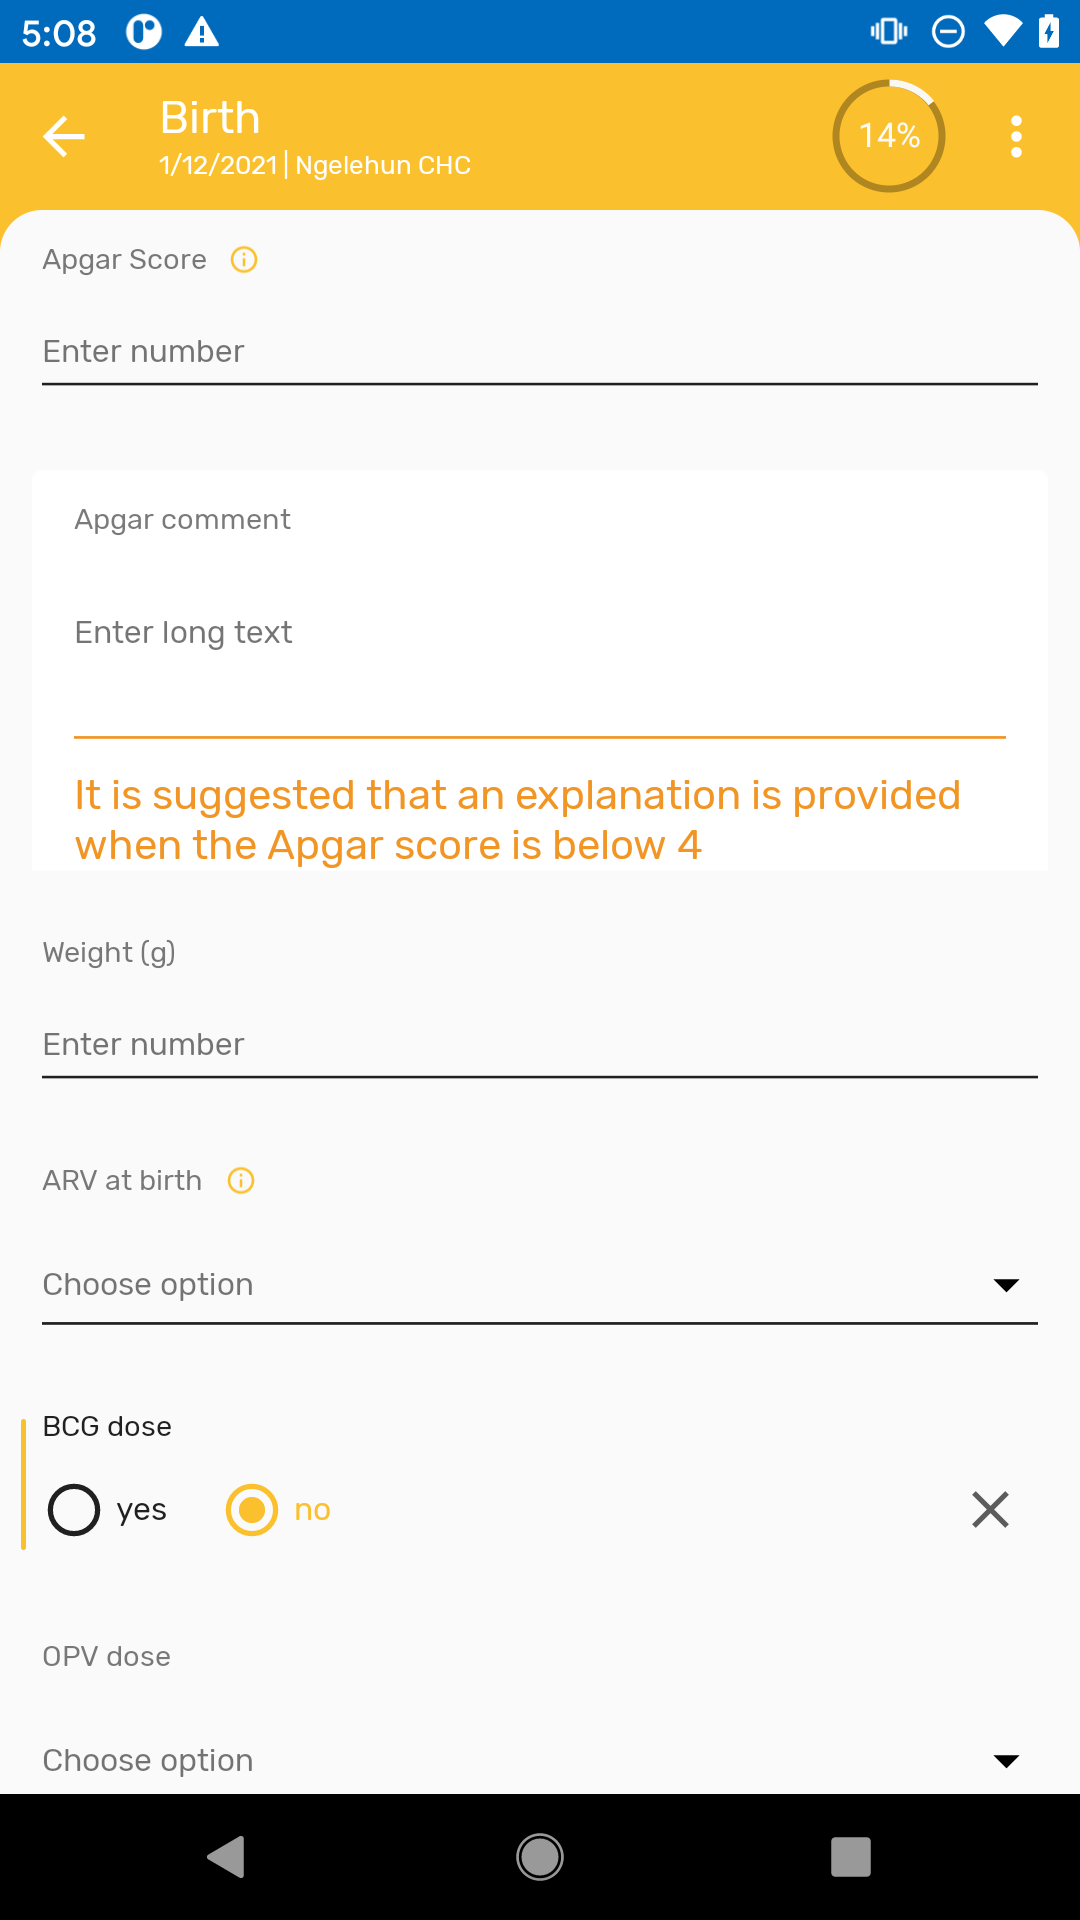 5:08
Birth
1/12/2021 | Ngelehun CHC
14%
Apgar Score
Enter number
Apgar comment
Enter long text
It is suggested that an explanation is provided
when the Apgar score is below 4
Weight (g)
Enter number
ARV at birth
Choose option
BCG dose
yes no
OPV dose
Choose option